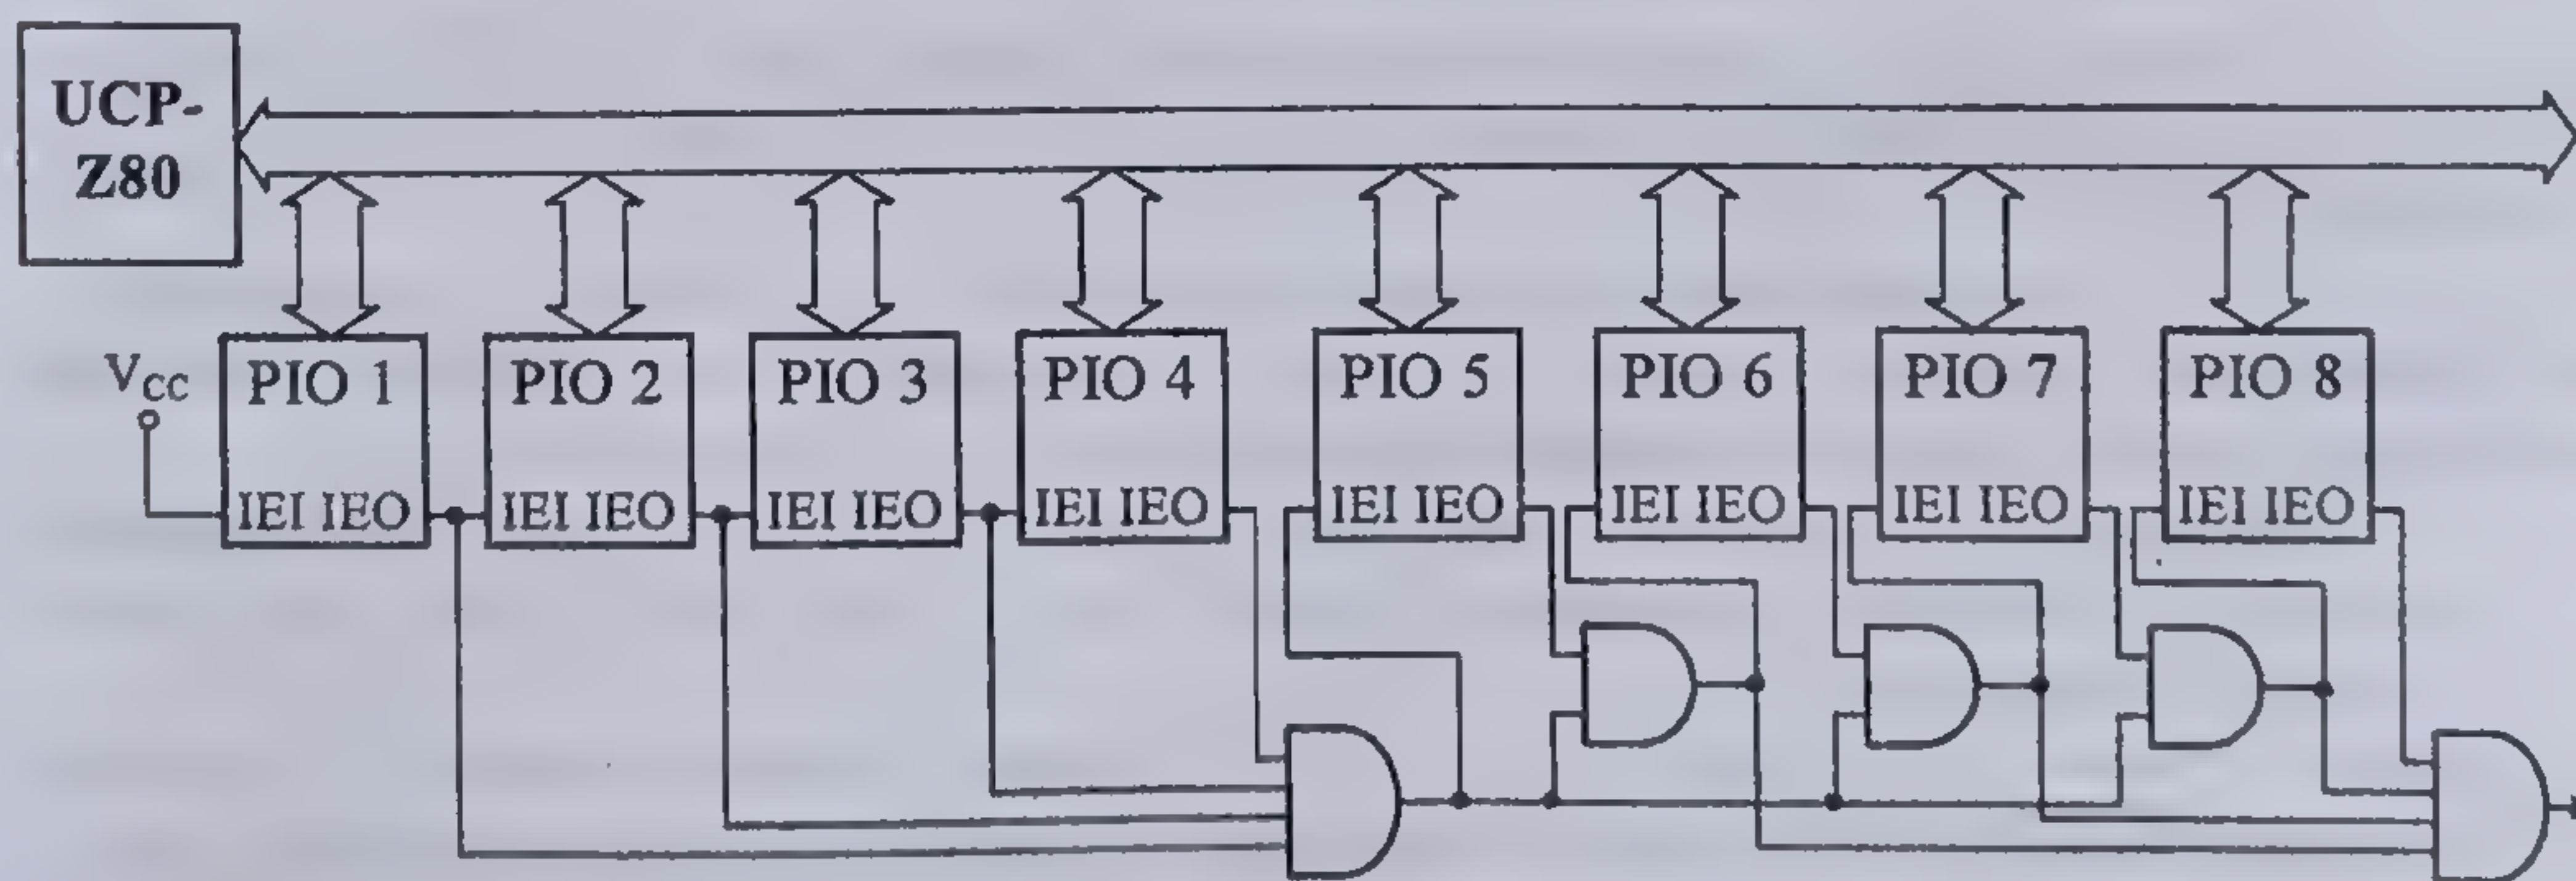 UCP-
Z80
VCC
PIO 1
IEI IEO
PIO 2
IEI IEO
PIO 3
IEI IEO
PIO 4
IEI IEO
PIO 5
IEI IEO
PIO 6
IEI IEO
PIO 7
IEI IEO
PIO 8
IEI IEO